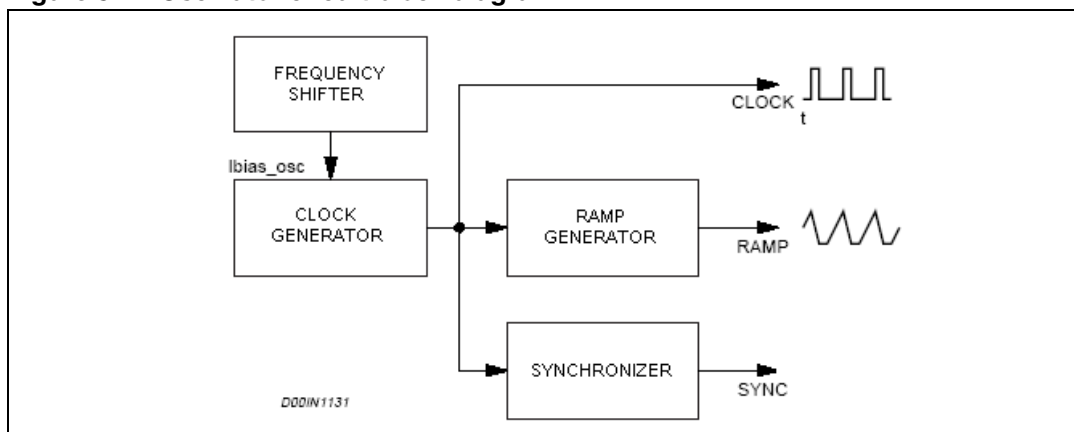 FREQUENCY
SHIFTER
CLOCK
t
Ibias_osc
CLOCK
GENERATOR
RAMP
GENERATOR
RAMP
SYNCHRONIZER
SYNC
D00IN1131